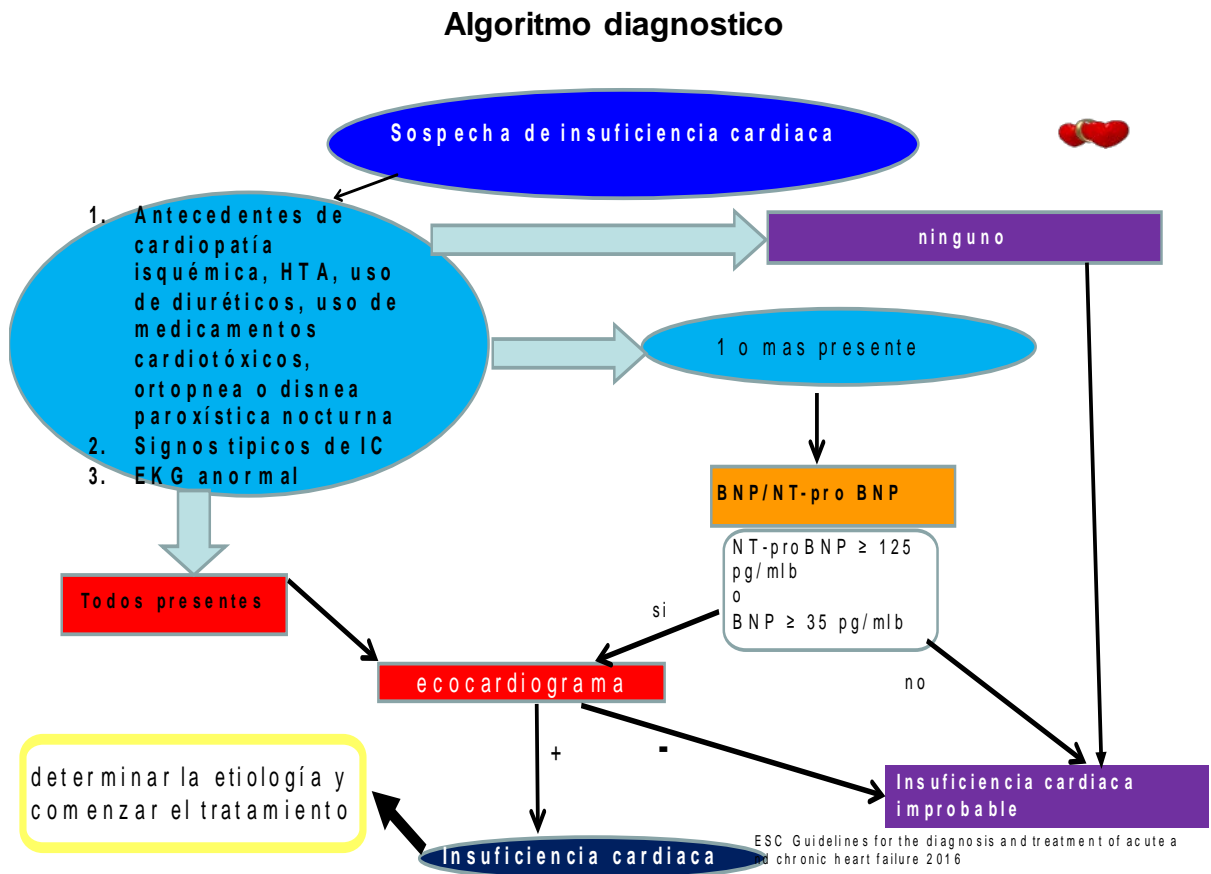 Algoritmo diagnostico
Sospecha de insuficiencia cardiaca
1. Antecedentes de
cardiopatía
isquémica, HTA, uso
de diuréticos, uso de
medicamentos
cardiotóxicos,
ortopnea o disnea
paroxística nocturna
2. Signos tipicos de IC
3. EKG anormal
ninguno
1 o mas presente
BNP/NT-pro BNP
NT-proBNP ≥ 125
pg/mlb
o
BNP ≥ 35 pg/mlb
Todos presentes
si
no
ecocardiograma
+
-
determinar la etiología y
comenzar el tratamiento
Insuficiencia cardiaca
improbable
Insuficiencia cardiaca
ESC Guidelines for the diagnosis and treatment of acute a
nd chronic heart failure 2016